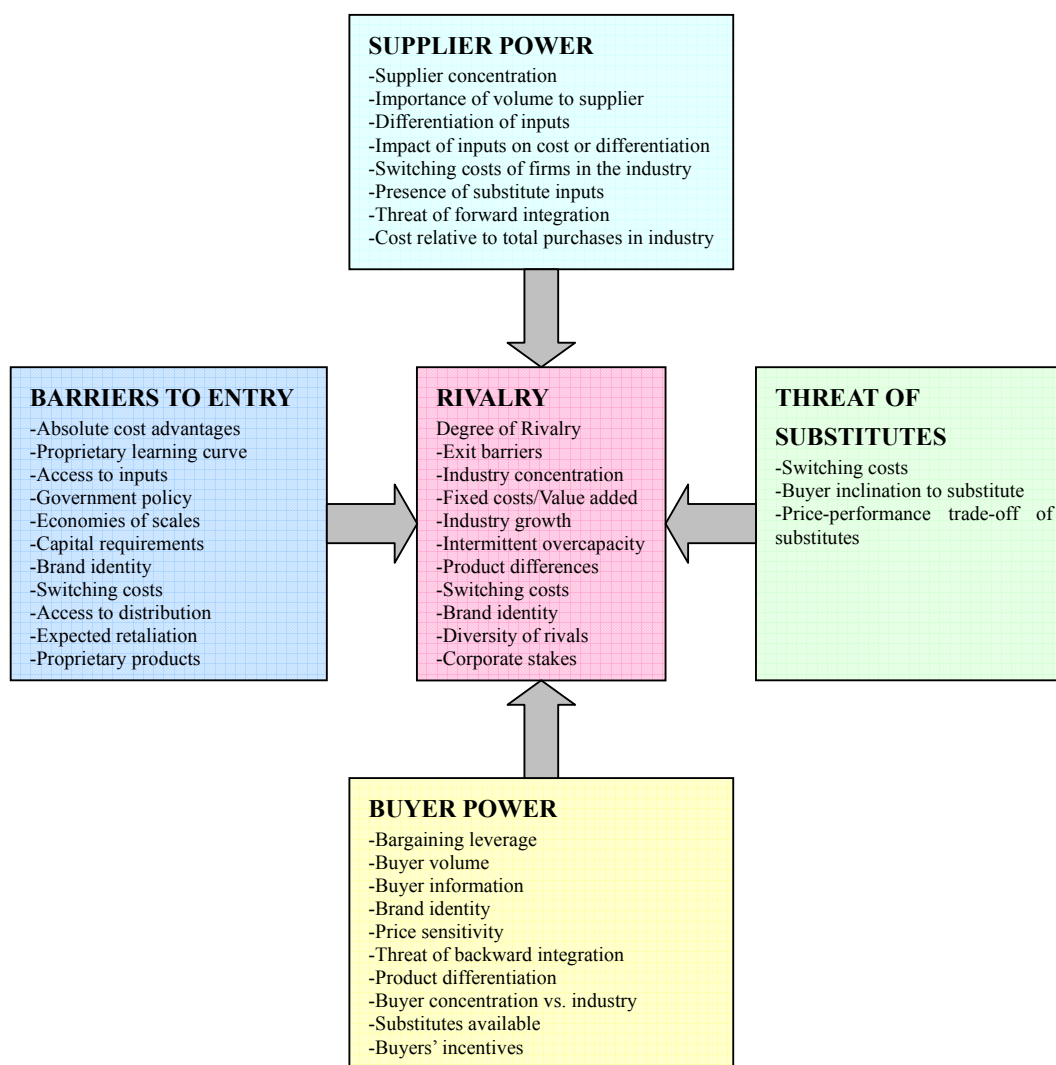 SUPPLIER POWER
-Supplier concentration
-Importance of volume to supplier
-Differentiation of inputs
-Impact of inputs on cost or differentiation
-Switching costs of firms in the industry
-Presence of substitute inputs
-Threat of forward integration
-Cost relative to total purchases in industry
BARRIERS TO ENTRY
-Absolute cost advantages
-Proprietary learning curve
-Access to inputs
-Government policy
-Economies of scales
-Capital requirements
-Brand identity
-Switching costs
-Access to distribution
-Expected retaliation
-Proprietary products
RIVALRY
Degree of Rivalry
-Exit barriers
-Industry concentration
-Fixed costs/Value added
-Industry growth
-Intermittent overcapacity
-Product differences
-Switching costs
-Brand identity
-Diversity of rivals
-Corporate stakes
THREAT OF
SUBSTITUTES
-Switching costs
-Buyer inclination to substitute
-Price-performance trade-off of
substitutes
BUYER POWER
-Bargaining leverage
-Buyer volume
-Buyer information
-Brand identity
-Price sensitivity
-Threat of backward integration
-Product differentiation
-Buyer concentration vs. industry
-Substitutes available
-Buyers’ incentives